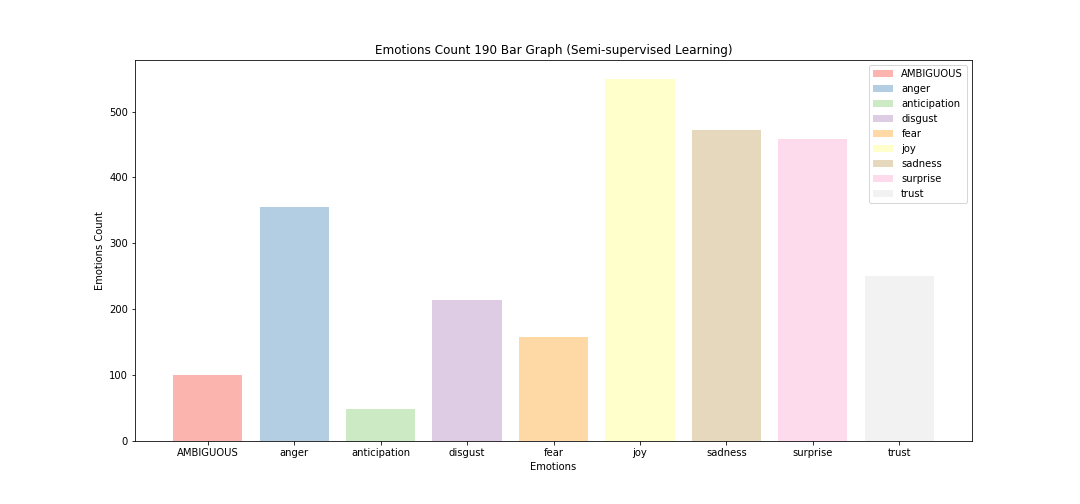 Emotions Count 190 Bar Graph (Semi-supervised Learning)
AMBIGUOUS
anger
anticipation
disgust
fear
joy
sadness
surprise
trust
Emotions Count
500
400
300
200
100
0
AMBIGUOUS anger anticipation disgust fear joy sadness surprise trust
Emotions